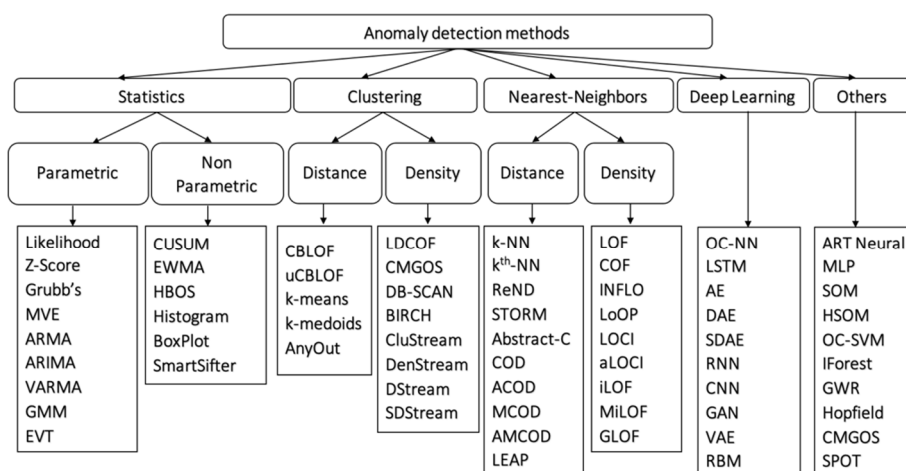 Anomaly detection methods
Statistics
Clustering
Nearest-Neighbors
Deep Learning
Others
Parametric
Non
Parametric
Distance
Density
Distance
Density
Likelihood
Z-Score
Grubb's
MVE
ARMA
ARIMA
VARMA
GMM
EVT
CUSUM
EWMA
HBOS
Histogram
BoxPlot
SmartSifter
CBLOF
uCBLOF
k-means
k-medoids
AnyOut
LDCOF
CMGOS
DB-SCAN
BIRCH
CluStream
DenStream
DStream
SDStream
k-NN
kth-NN
ReND
STORM
Abstract-C
COD
ACOD
MCOD
AMCOD
LEAP
LOF
COF
INFLO
LoOP
LOCI
aLOCI
iLOF
MiLOF
GLOF
OC-NN
LSTM
AE
DAE
SDAE
RNN
CNN
GAN
VAE
RBM
ART Neural
MLP
SOM
HSOM
OC-SVM
IForest
GWR
Hopfield
CMGOS
SPOT